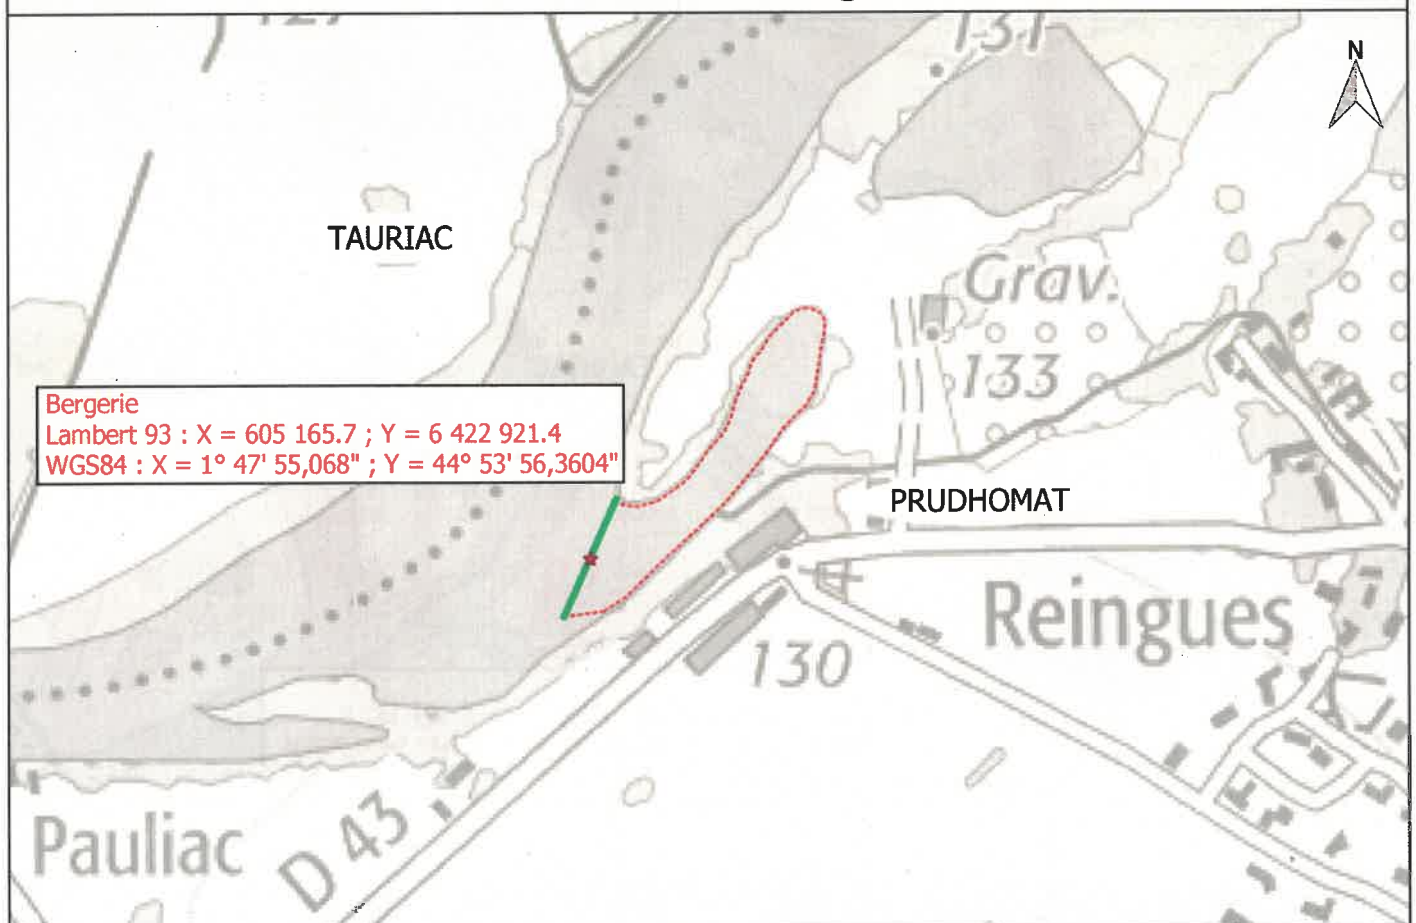 131
N
TAURIAC
Grav.
133
Bergerie
Lambert 93 : X = 605 165.7 ; Y = 6 422 921.4
WGS84 : X = 1° 47' 55,068" ; Y = 44° 53' 56,3604"
PRUDHOMAT
Reingues
130
Pauliac
D 43